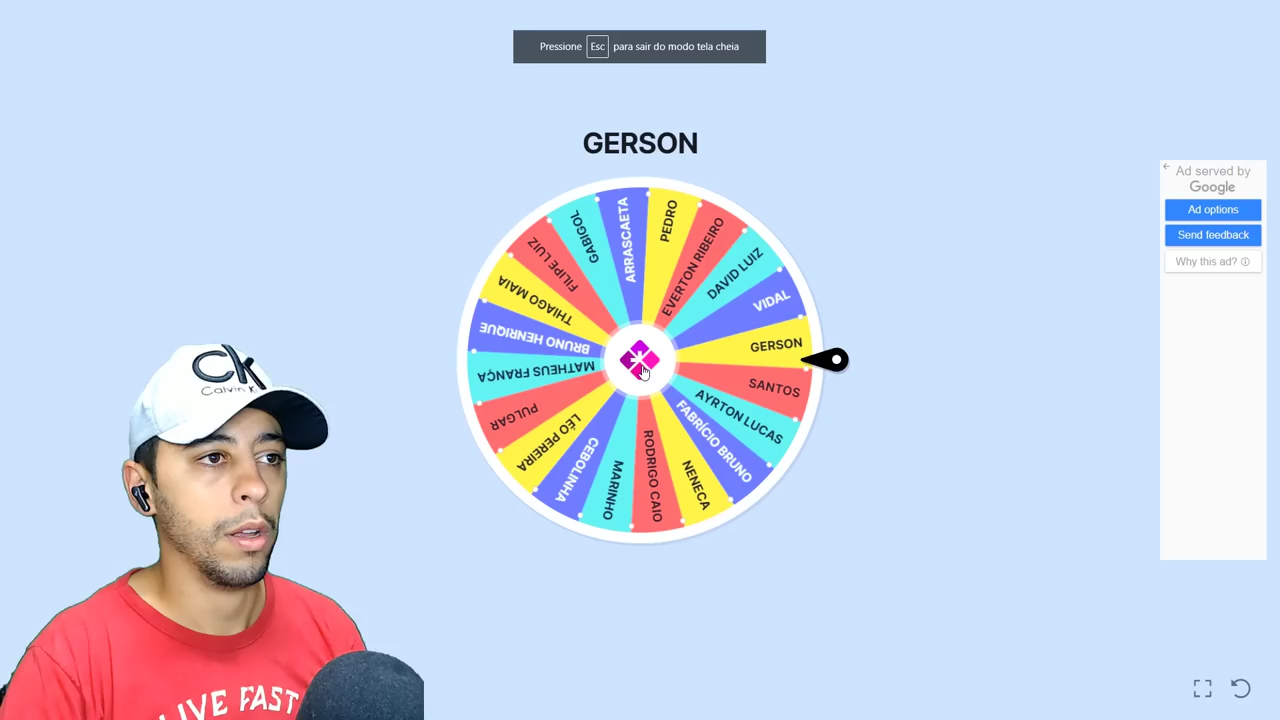 Pressione Esc para sair do modo tela cheia
GERSON
ARRASCAETA
PEDRO
EVERTON RIBEIRO
DAVID LUIZ
VIDAL
GERSON
SANTOS
AYRTON LUCAS
FABRÍCIO BRUNO
NENECA
RODRIGO CAIO
MARINHO
CEBOLINHA
LÉO PEREIRA
PULGAR
MATHEUS FRANÇA
BRUNO HENRIQUE
THIAGO MAIA
FILIPE LUIZ
GABIGOL
Ad served by
Google
Ad options
Send feedback
Why this ad?
ck
Calvin K
LIVE FAST